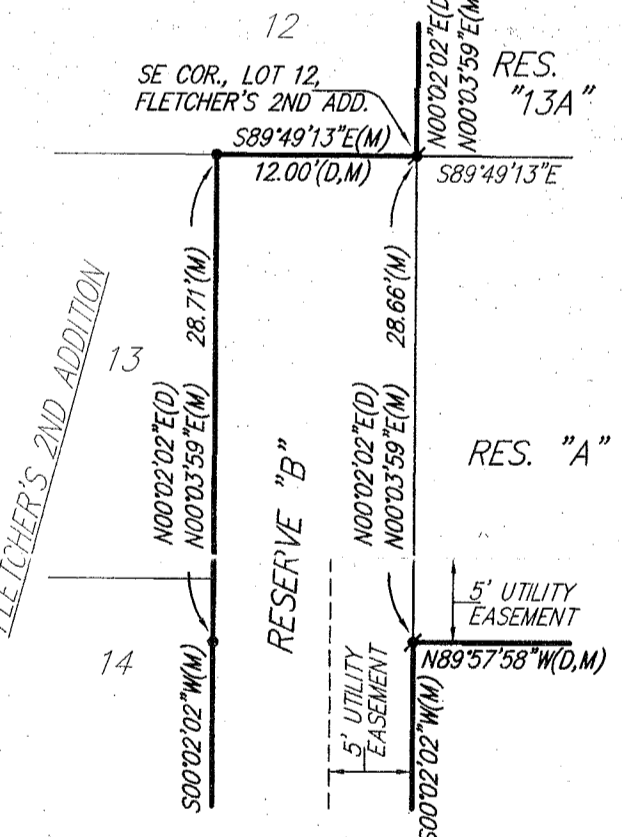 12
SE COR., LOT 12,
FLETCHER'S 2ND ADD.
N00°02'02"E(D
N00°03'59"E(M
RES.
"13A"
S89°49'13"E(M)
12.00'(D,M)
S89°49'13"E
28.71'(M)
28.66'(M)
FLETCHER'S 2ND ADDITION
13
N00°02'02"E(D)
N00°03'59"E(M)
RESERVE "B"
N00°02'02"E(D)
N00°03'59"E(M)
RES. "A"
5' UTILITY
EASEMENT
14
S00°02'02"W(M)
5' UTILITY
EASEMENT
N89°57'58"W(D,M)
S00°02'02"W(M)